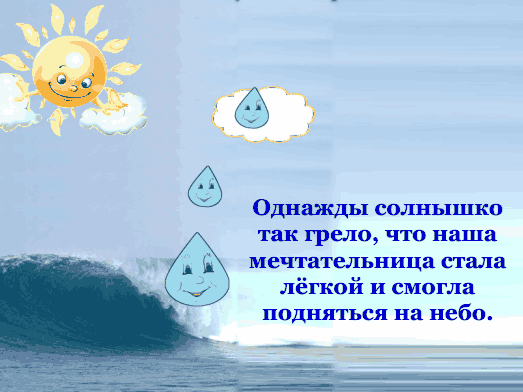 Однажды солнышко
так грело, что наша
мечтательница стала
лёгкой и смогла
подняться на небо.